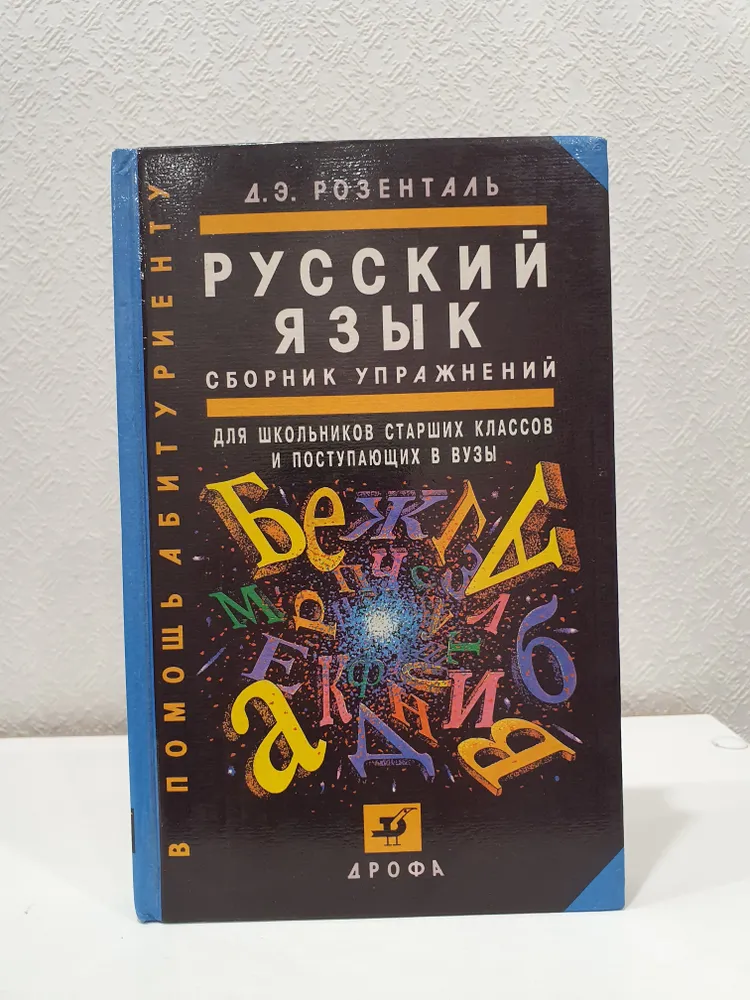 Д.Э. РОЗЕНТАЛЬ
РУССКИЙ
ЯЗЫК
СБОРНИК УПРАЖНЕНИЙ
ДЛЯ ШКОЛЬНИКОВ СТАРШИХ КЛАССОВ
И ПОСТУПАЮЩИХ В ВУЗЫ
В ПОМОЩЬ АБИТУРИЕНТУ
ДРОФА